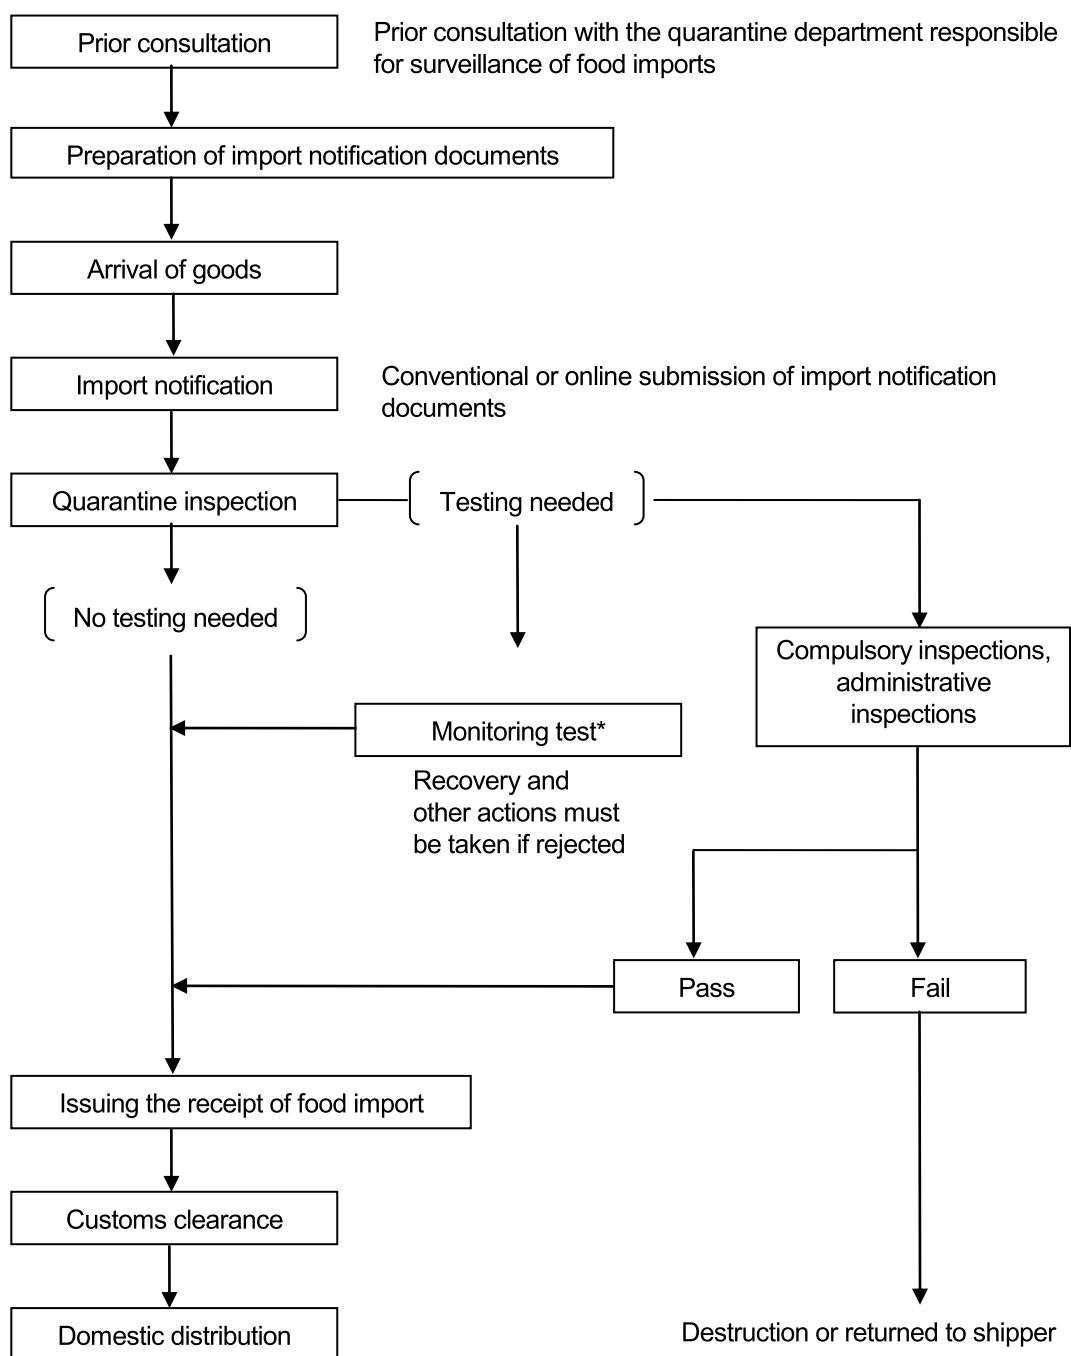 Prior consultation
Prior consultation with the quarantine department responsible
for surveillance of food imports
Preparation of import notification documents
Arrival of goods
Import notification
Conventional or online submission of import notification
documents
Quarantine inspection
Testing needed
No testing needed
Compulsory inspections,
administrative
inspections
Monitoring test*
Recovery and
other actions must
be taken if rejected
Pass
Fail
Issuing the receipt of food import
Customs clearance
Domestic distribution
Destruction or returned to shipper